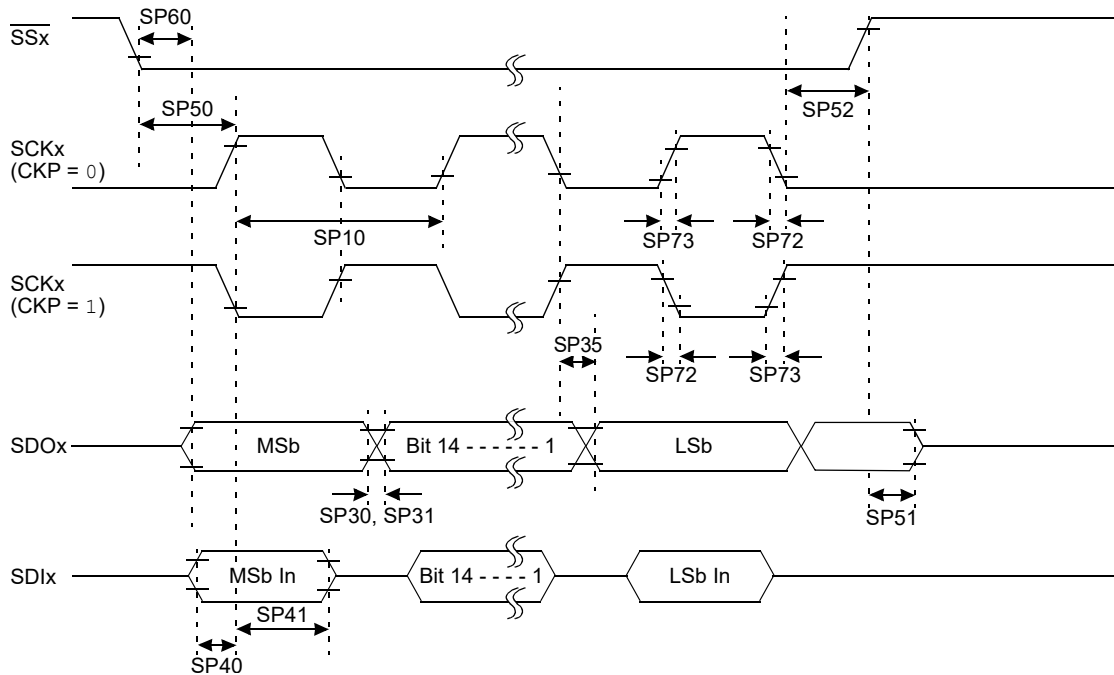 SP60
SSx
SP50
SP52
SCKx
(CKP = 0)
SP10
SP73
SP72
SCKx
(CKP = 1)
SP35
SP72
SP73
SDOx
MSb
Bit 14 - - - - - - 1
LSb
SP30, SP31
SP51
SDIx
MSb In
Bit 14 - - - - 1
LSb In
SP41
SP40